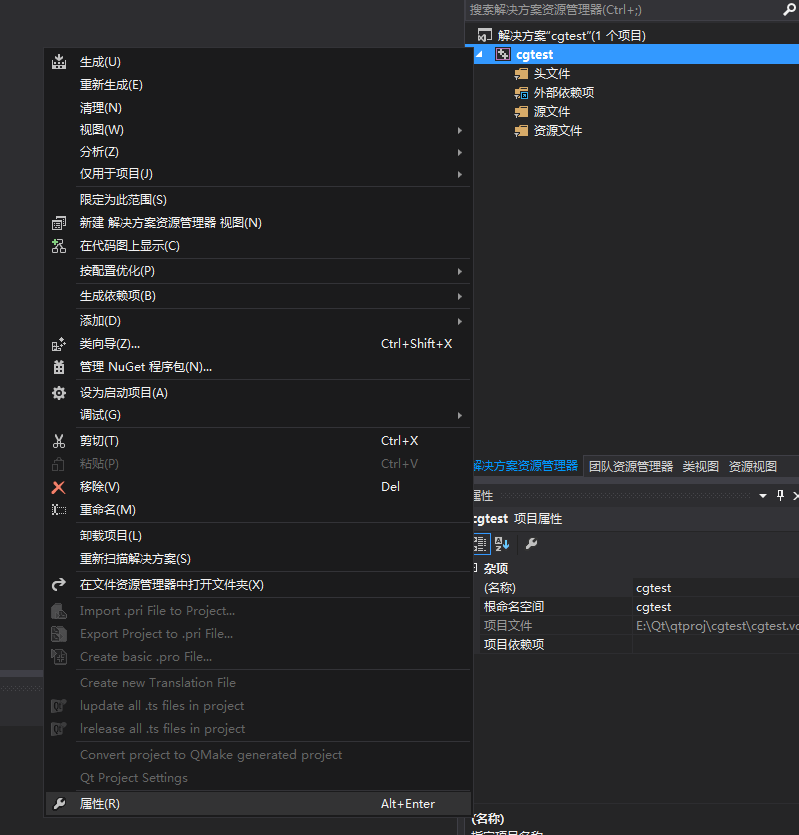 搜索解决方案资源管理器(Ctrl+;)
解决方案"cgtest"(1 个项目)
cgtest
头文件
外部依赖项
源文件
资源文件
生成(U)
重新生成(E)
清理(N)
视图(W)
分析(Z)
仅用于项目(J)
限定为此范围(S)
新建 解决方案资源管理器 视图(N)
在代码图上显示(C)
按配置优化(P)
生成依赖项(B)
添加(D)
类向导(Z)... Ctrl+Shift+X
管理 NuGet 程序包(N)...
设为启动项目(A)
调试(G)
剪切(T) Ctrl+X
粘贴(P) Ctrl+V
移除(V) Del
重命名(M)
卸载项目(L)
重新扫描解决方案(S)
在文件资源管理器中打开文件夹(X)
Import .pri File to Project...
Export Project to .pri File...
Create basic .pro File...
Create new Translation File
lupdate all .ts files in project
lrelease all .ts files in project
Convert project to QMake generated project
Qt Project Settings
属性(R) Alt+Enter
解决方案资源管理器 团队资源管理器 类视图 资源视图
属性
cgtest 项目属性
杂项
(名称) cgtest
根命名空间 cgtest
项目文件 E:\Qt\qtproj\cgtest\cgtest.vc
项目依赖项
(名称)
指定项目名称